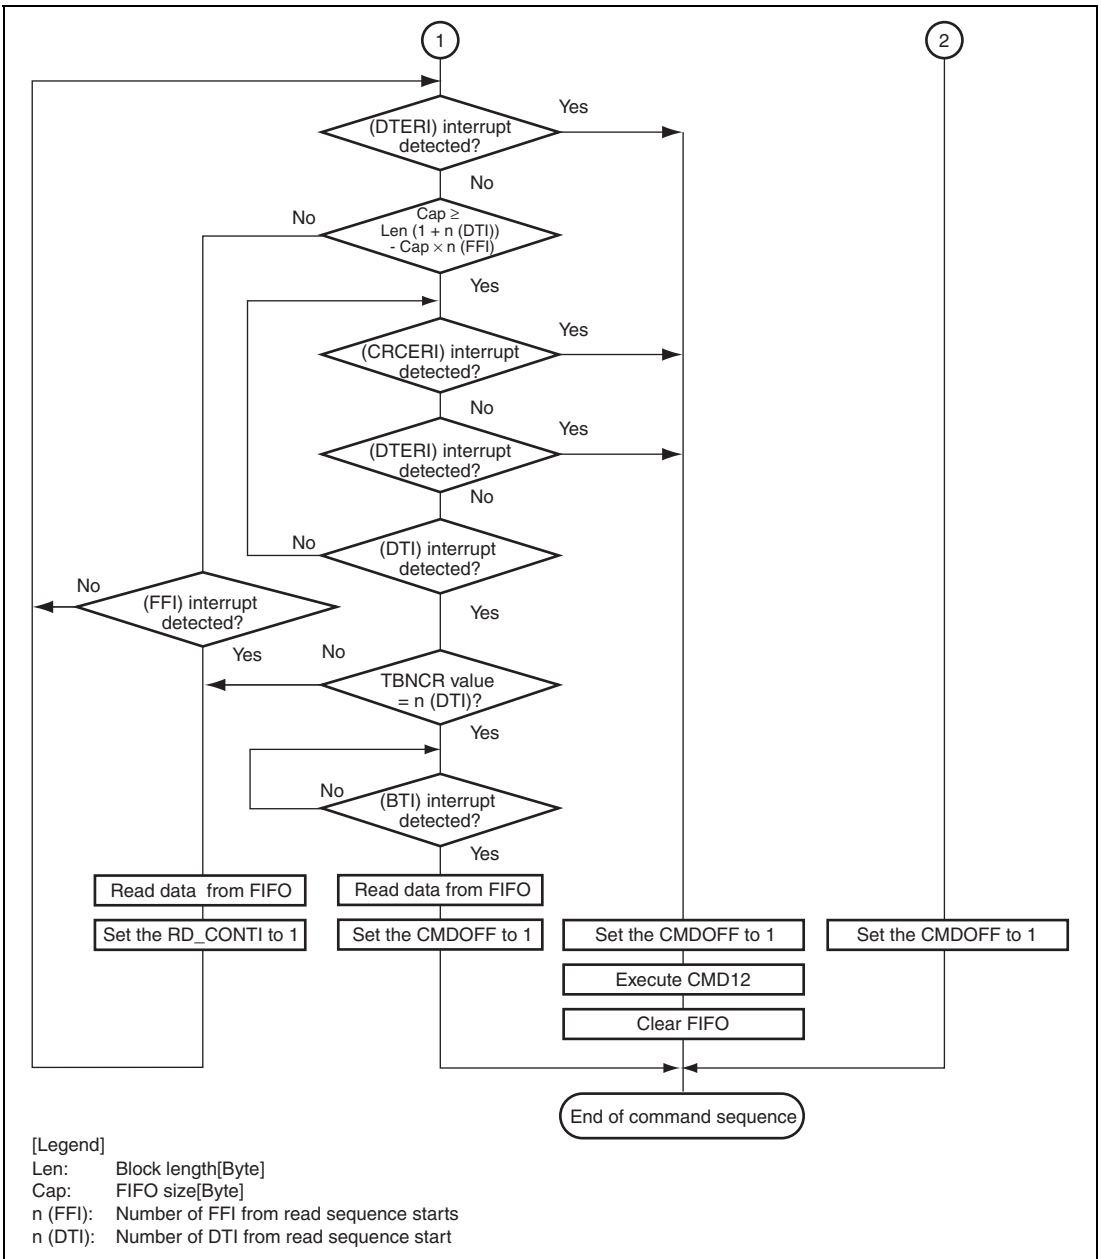 1
2
Yes
(DTERI) interrupt
detected?
No
No
Cap ≥
Len (1 + n (DTI))
- Cap × n (FFI)
Yes
Yes
(CRCERI) interrupt
detected?
No
Yes
(DTERI) interrupt
detected?
No
No
(DTI) interrupt
detected?
No
(FFI) interrupt
detected?
Yes
Yes
No
TBNCR value
= n (DTI)?
Yes
No
(BTI) interrupt
detected?
Yes
Read data from FIFO
Read data from FIFO
Set the RD_CONTI to 1
Set the CMDOFF to 1
Set the CMDOFF to 1
Set the CMDOFF to 1
Execute CMD12
Clear FIFO
End of command sequence
[Legend]
Len: Block length[Byte]
Cap: FIFO size[Byte]
n (FFI): Number of FFI from read sequence starts
n (DTI): Number of DTI from read sequence start